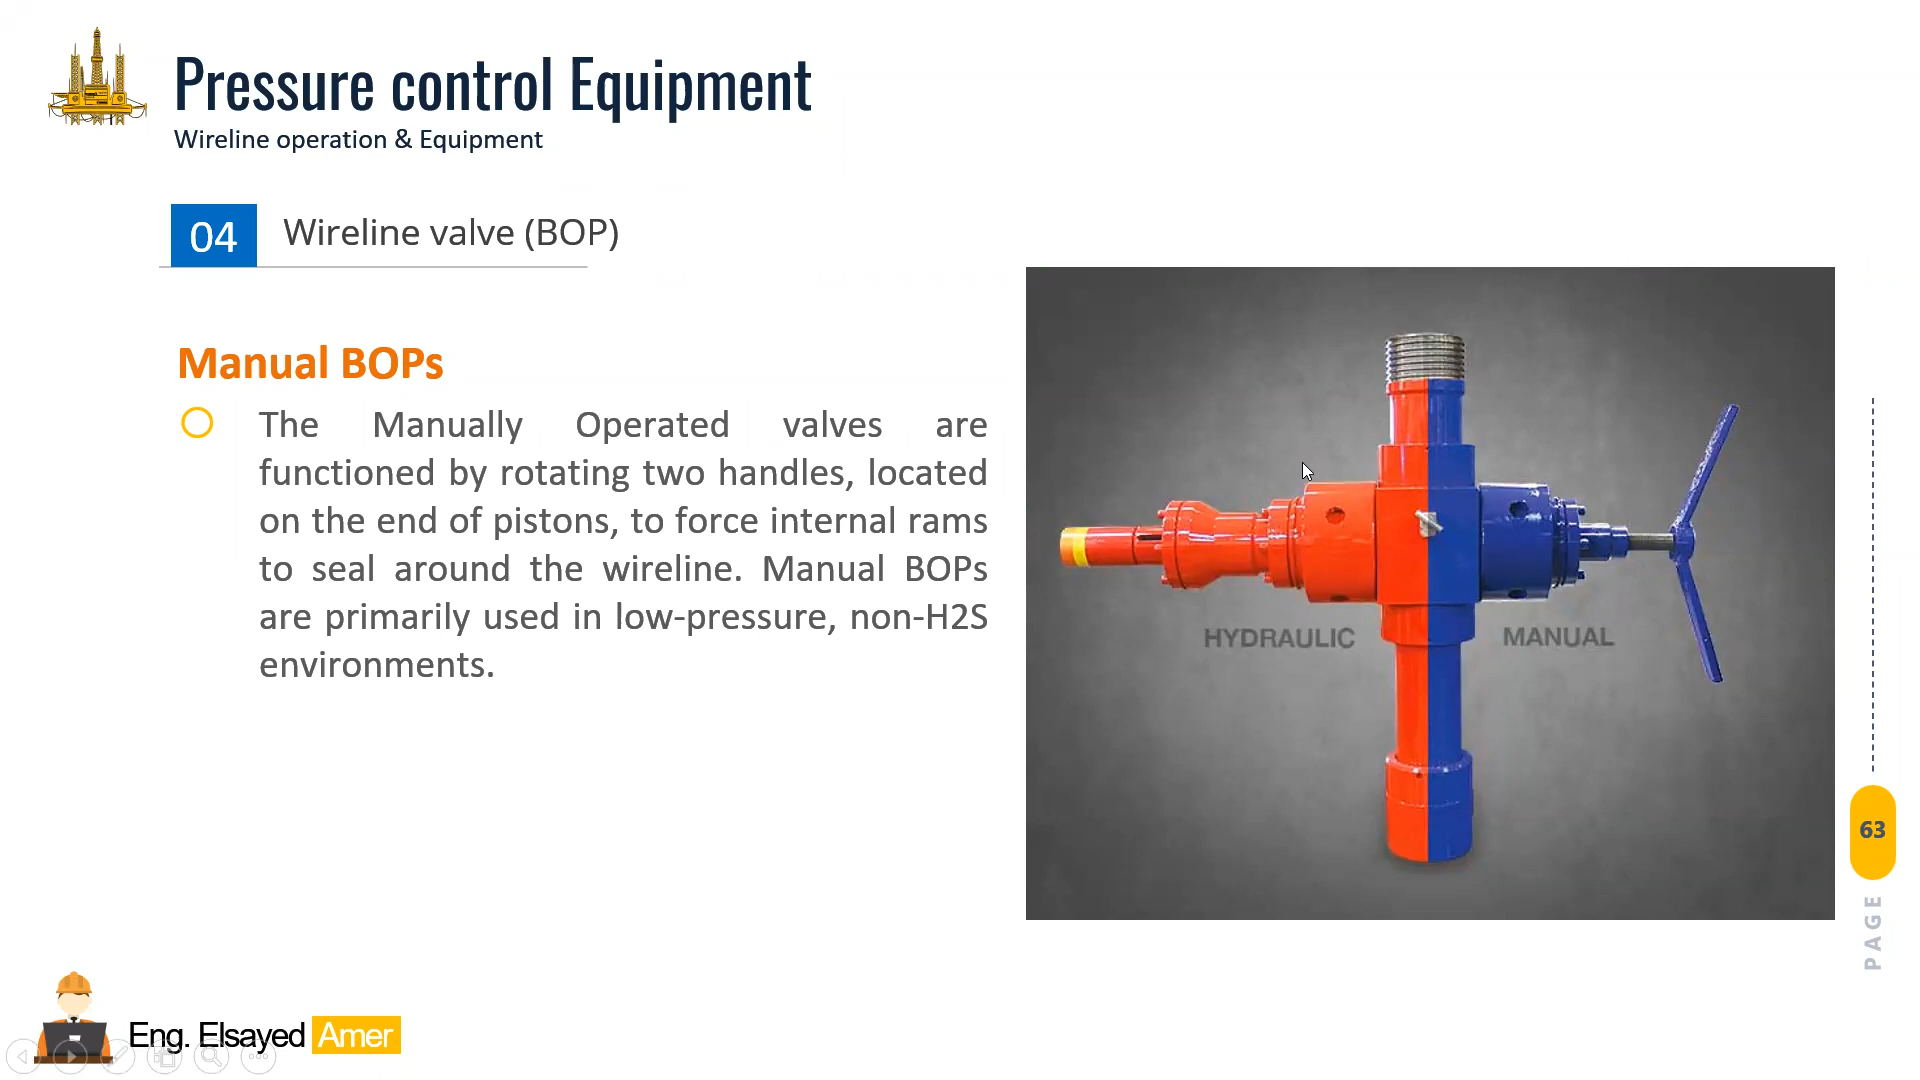 Pressure control Equipment
Wireline operation & Equipment
04 Wireline valve (BOP)
Manual BOPs
The Manually Operated valves are
functioned by rotating two handles, located
on the end of pistons, to force internal rams
to seal around the wireline. Manual BOPs
are primarily used in low-pressure, non-H2S
environments.
HYDRAULIC MANUAL
63
PAGE
Eng. Elsayed Amer